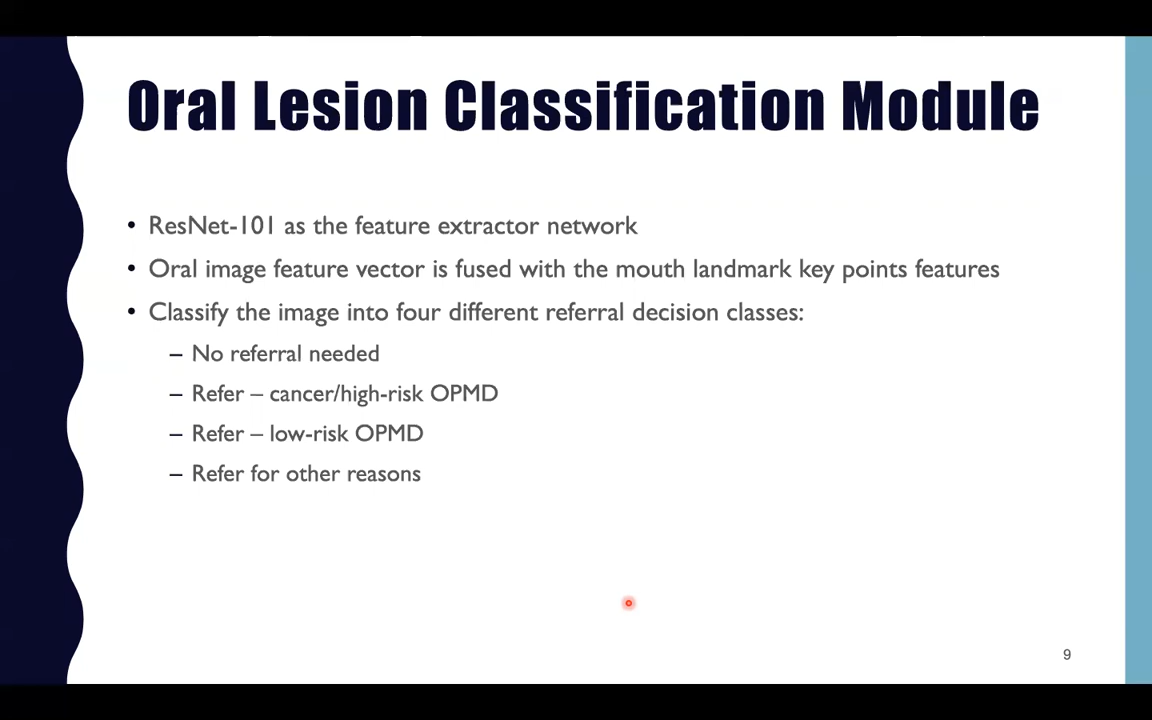 Oral Lesion Classification Module
• ResNet-101 as the feature extractor network
• Oral image feature vector is fused with the mouth landmark key points features
• Classify the image into four different referral decision classes:
– No referral needed
– Refer – cancer/high-risk OPMD
– Refer – low-risk OPMD
– Refer for other reasons
9